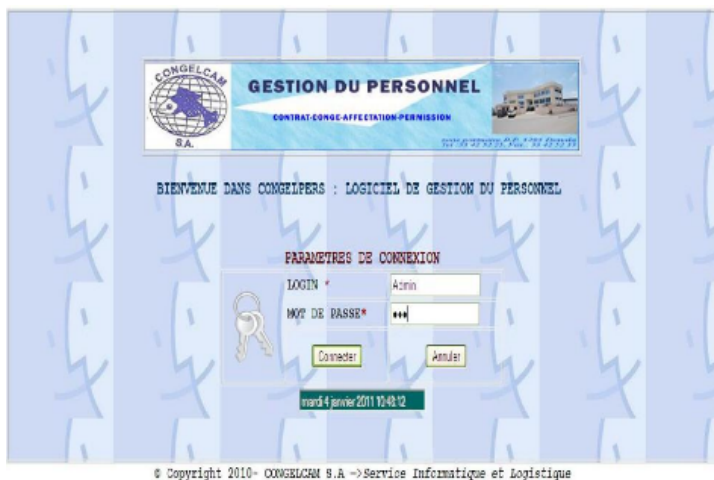 CONGELCAM
S.A.
GESTION DU PERSONNEL
CONTRAT-CONGE-AFFECTATION-PERMISSION
BIENVENUE DANS CONGELPERS : LOGICIEL DE GESTION DU PERSONNEL
PARAMETRES DE CONNEXION
LOGIN *
Admin
MOT DE PASSE*
Connecter
Annuler
mardi 4 janvier 2011 10:48:12
© Copyright 2010- CONGELCAM S.A ->Service Informatique et Logistique